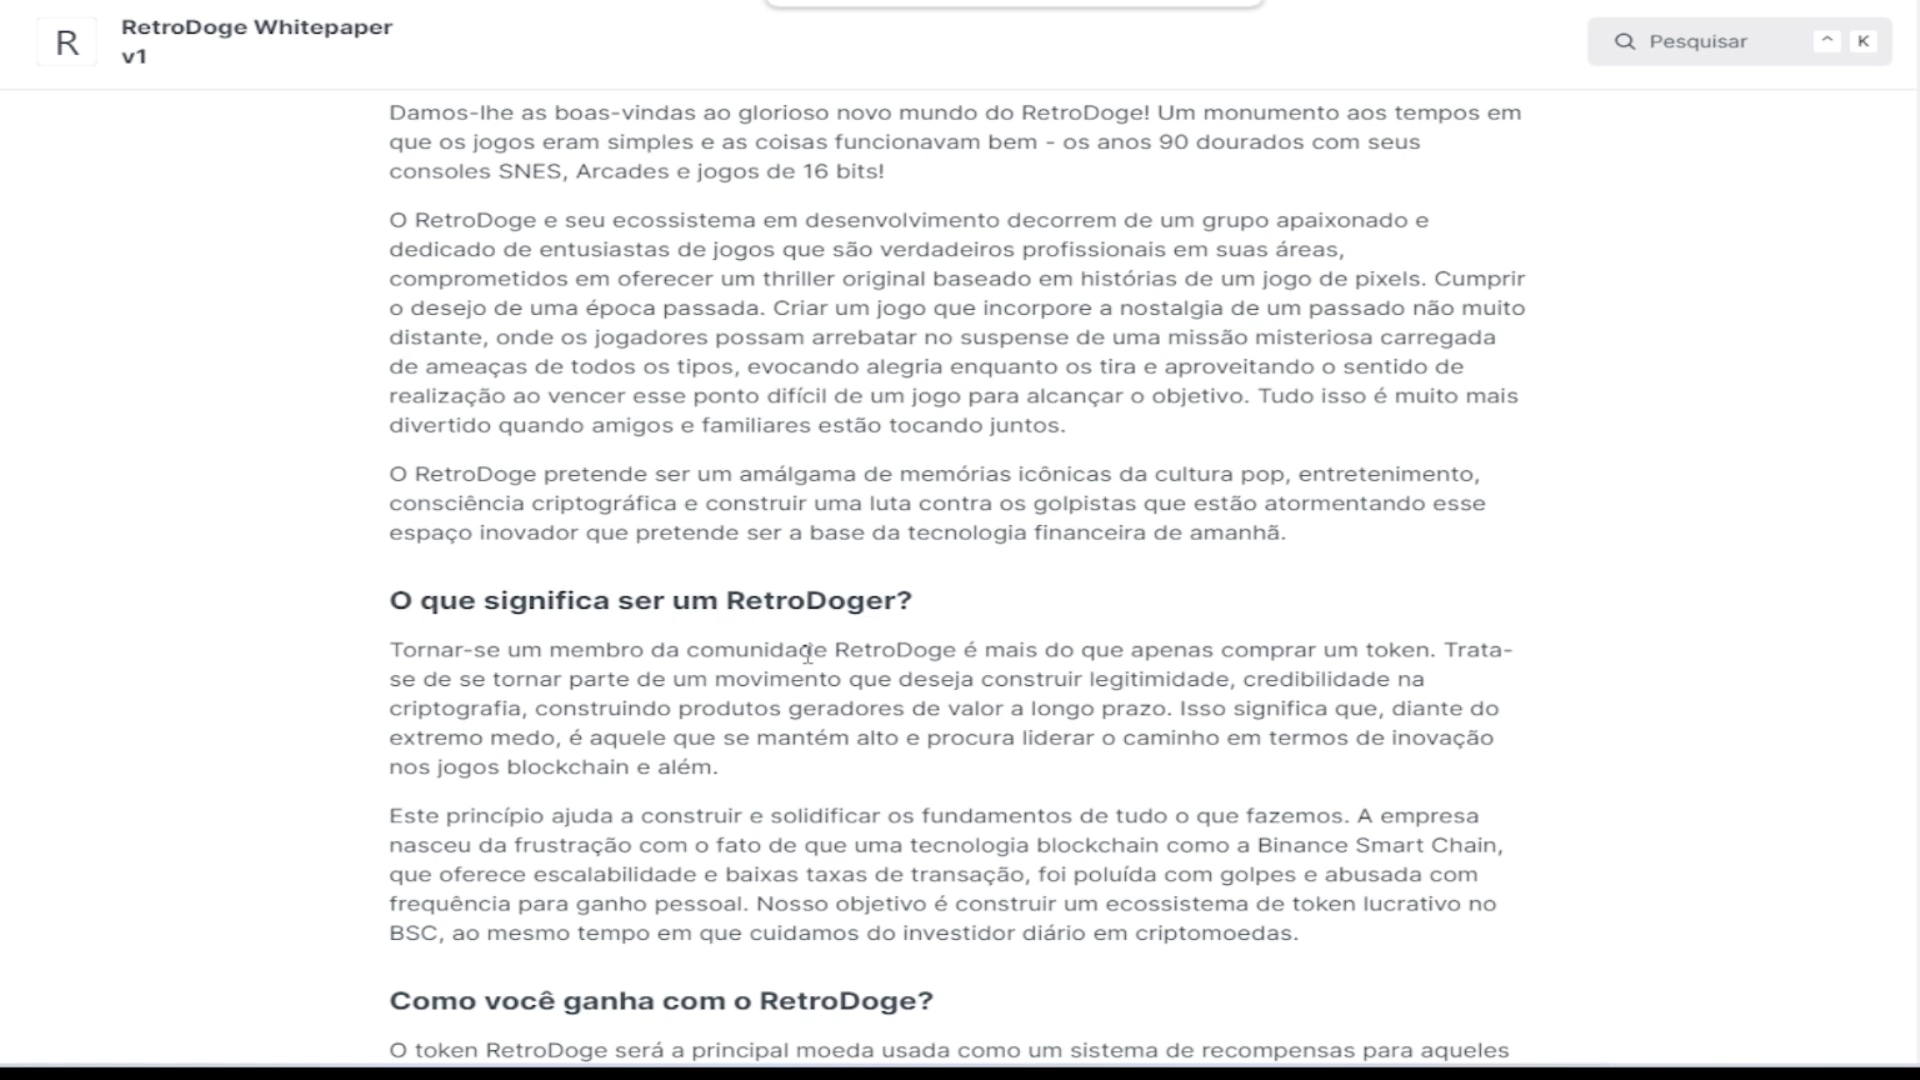 R
RetroDoge Whitepaper
v1
Pesquisar
^ K
Damos-lhe as boas-vindas ao glorioso novo mundo do RetroDoge! Um monumento aos tempos em
que os jogos eram simples e as coisas funcionavam bem - os anos 90 dourados com seus
consoles SNES, Arcades e jogos de 16 bits!
O RetroDoge e seu ecossistema em desenvolvimento decorrem de um grupo apaixonado e
dedicado de entusiastas de jogos que são verdadeiros profissionais em suas áreas,
comprometidos em oferecer um thriller original baseado em histórias de um jogo de pixels. Cumprir
o desejo de uma época passada. Criar um jogo que incorpore a nostalgia de um passado não muito
distante, onde os jogadores possam arrebatar no suspense de uma missão misteriosa carregada
de ameaças de todos os tipos, evocando alegria enquanto os tira e aproveitando o sentido de
realização ao vencer esse ponto difícil de um jogo para alcançar o objetivo. Tudo isso é muito mais
divertido quando amigos e familiares estão tocando juntos.
O RetroDoge pretende ser um amálgama de memórias icônicas da cultura pop, entretenimento,
consciência criptográfica e construir uma luta contra os golpistas que estão atormentando esse
espaço inovador que pretende ser a base da tecnologia financeira de amanhã.
O que significa ser um RetroDoger?
Tornar-se um membro da comunidade RetroDoge é mais do que apenas comprar um token. Trata-
se de se tornar parte de um movimento que deseja construir legitimidade, credibilidade na
criptografia, construindo produtos geradores de valor a longo prazo. Isso significa que, diante do
extremo medo, é aquele que se mantém alto e procura liderar o caminho em termos de inovação
nos jogos blockchain e além.
Este princípio ajuda a construir e solidificar os fundamentos de tudo o que fazemos. A empresa
nasceu da frustração com o fato de que uma tecnologia blockchain como a Binance Smart Chain,
que oferece escalabilidade e baixas taxas de transação, foi poluída com golpes e abusada com
frequência para ganho pessoal. Nosso objetivo é construir um ecossistema de token lucrativo no
BSC, ao mesmo tempo em que cuidamos do investidor diário em criptomoedas.
Como você ganha com o RetroDoge?
O token RetroDoge será a principal moeda usada como um sistema de recompensas para aqueles